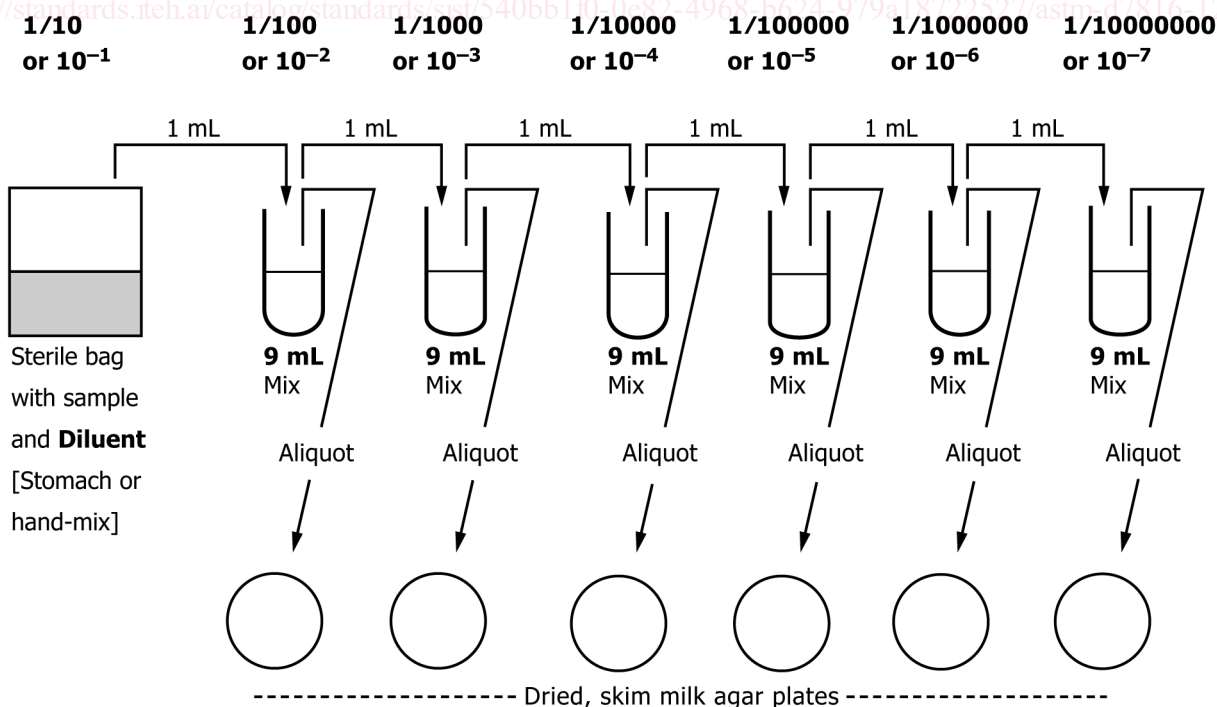 //standards.iteh.ai/catalog/standards/sist/540bb1f0-0e82-4968-b624-979a18722527/astm-d7816-1
1/10 1/100 1/1000 1/10000 1/100000 1/1000000 1/10000000
or 10⁻¹ or 10⁻² or 10⁻³ or 10⁻⁴ or 10⁻⁵ or 10⁻⁶ or 10⁻⁷
1 mL 1 mL 1 mL 1 mL 1 mL 1 mL
Sterile bag 9 mL 9 mL 9 mL 9 mL 9 mL 9 mL
Mix Mix Mix Mix Mix Mix
with sample
and Diluent Aliquot Aliquot Aliquot Aliquot Aliquot Aliquot
[Stomach or
hand-mix]
Dried, skim milk agar plates